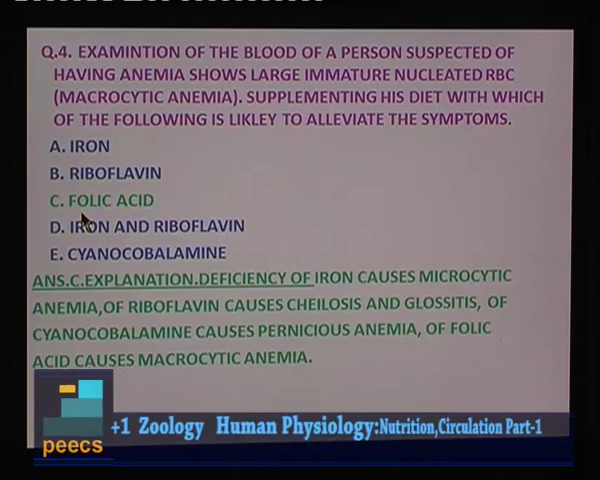 Q.4. EXAMINTION OF THE BLOOD OF A PERSON SUSPECTED OF
HAVING ANEMIA SHOWS LARGE IMMATURE NUCLEATED RBC
(MACROCYTIC ANEMIA). SUPPLEMENTING HIS DIET WITH WHICH
OF THE FOLLOWING IS LIKLEY TO ALLEVIATE THE SYMPTOMS.
A. IRON
B. RIBOFLAVIN
C. FOLIC ACID
D. IRON AND RIBOFLAVIN
E. CYANOCOBALAMINE
ANS.C.EXPLANATION.DEFICIENCY OF IRON CAUSES MICROCYTIC
ANEMIA,OF RIBOFLAVIN CAUSES CHEILOSIS AND GLOSSITIS, OF
CYANOCOBALAMINE CAUSES PERNICIOUS ANEMIA, OF FOLIC
ACID CAUSES MACROCYTIC ANEMIA.
+1 Zoology Human Physiology:Nutrition,Circulation Part-1
peecs